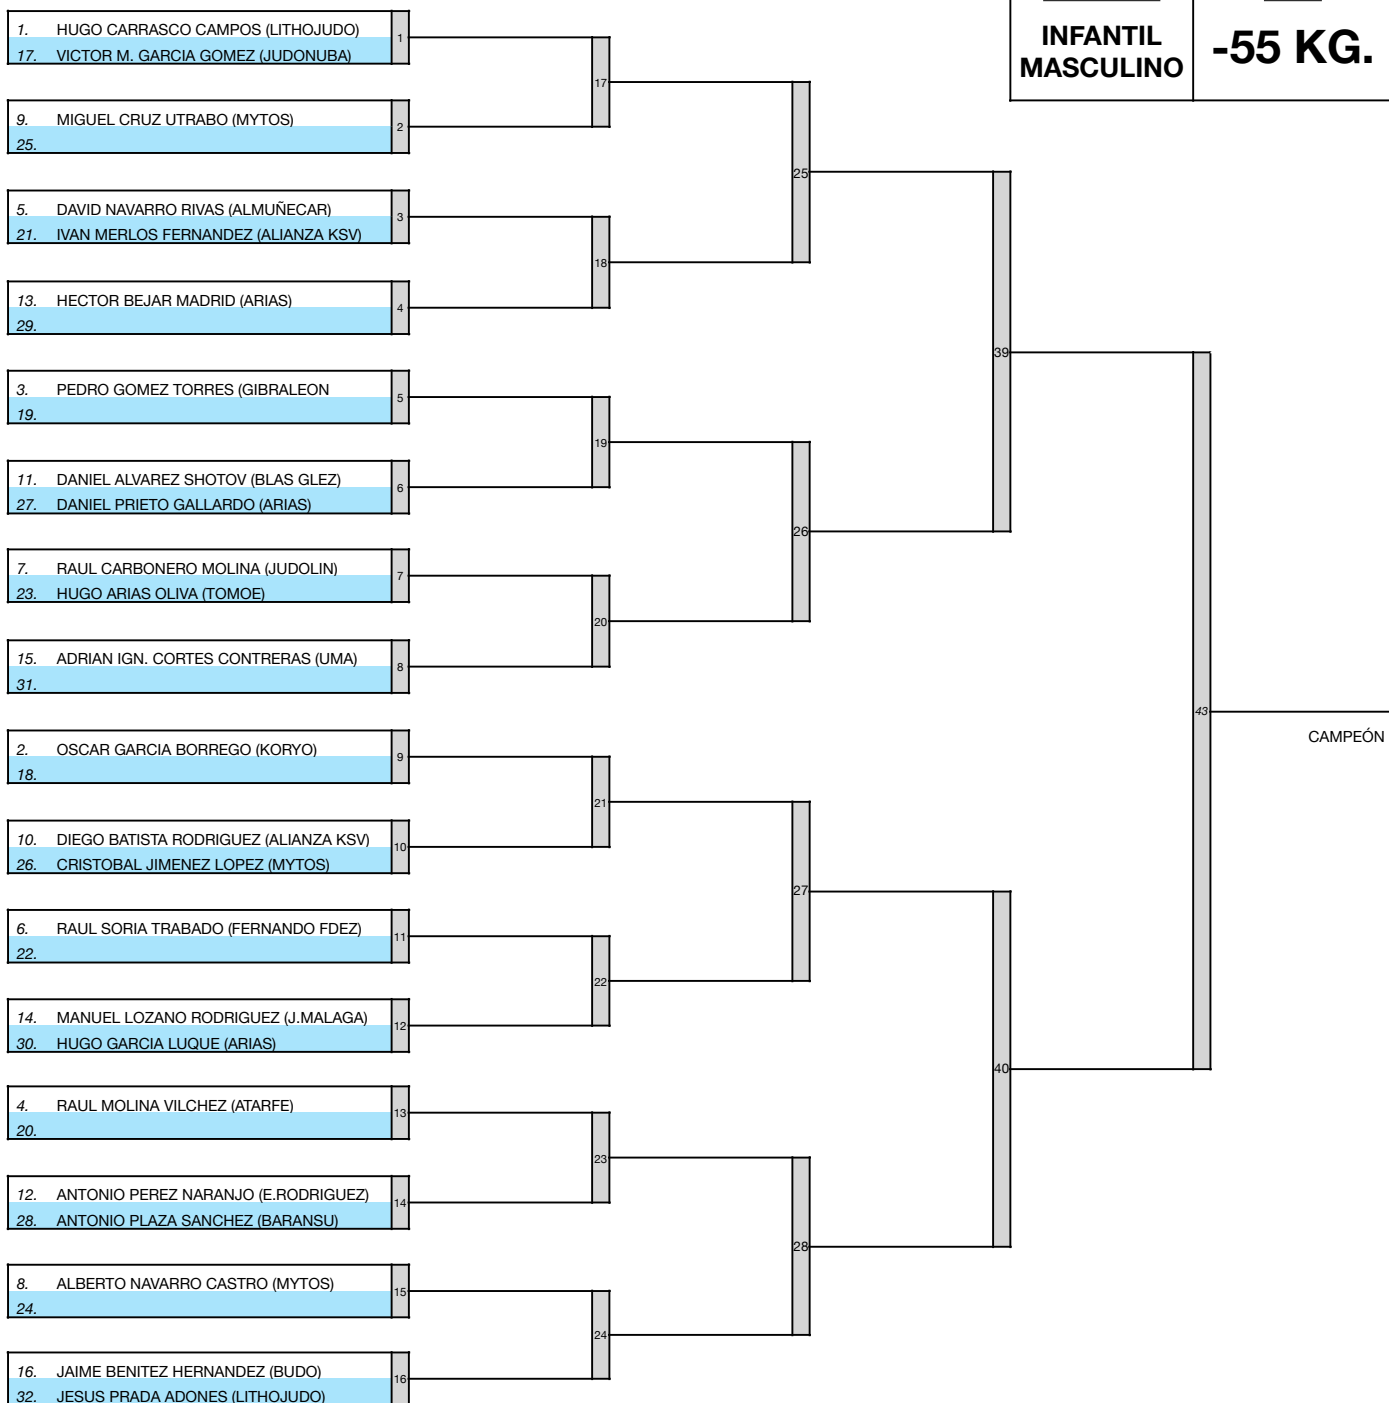 INFANTIL
MASCULINO
-55 KG.
1. HUGO CARRASCO CAMPOS (LITHOJUDO)
17. VICTOR M. GARCIA GOMEZ (JUDONUBA)
1
9. MIGUEL CRUZ UTRABO (MYTOS)
25.
2
17
5. DAVID NAVARRO RIVAS (ALMUÑECAR)
21. IVAN MERLOS FERNANDEZ (ALIANZA KSV)
3
13. HECTOR BEJAR MADRID (ARIAS)
29.
4
18
25
3. PEDRO GOMEZ TORRES (GIBRALEON
19.
5
11. DANIEL ALVAREZ SHOTOV (BLAS GLEZ)
27. DANIEL PRIETO GALLARDO (ARIAS)
6
19
7. RAUL CARBONERO MOLINA (JUDOLIN)
23. HUGO ARIAS OLIVA (TOMOE)
7
15. ADRIAN IGN. CORTES CONTRERAS (UMA)
31.
8
20
26
39
2. OSCAR GARCIA BORREGO (KORYO)
18.
9
10. DIEGO BATISTA RODRIGUEZ (ALIANZA KSV)
26. CRISTOBAL JIMENEZ LOPEZ (MYTOS)
10
21
6. RAUL SORIA TRABADO (FERNANDO FDEZ)
22.
11
14. MANUEL LOZANO RODRIGUEZ (J.MALAGA)
30. HUGO GARCIA LUQUE (ARIAS)
12
22
27
4. RAUL MOLINA VILCHEZ (ATARFE)
20.
13
12. ANTONIO PEREZ NARANJO (E.RODRIGUEZ)
28. ANTONIO PLAZA SANCHEZ (BARANSU)
14
23
8. ALBERTO NAVARRO CASTRO (MYTOS)
24.
15
16. JAIME BENITEZ HERNANDEZ (BUDO)
32. JESUS PRADA ADONES (LITHOJUDO)
16
24
28
40
43
CAMPEÓN